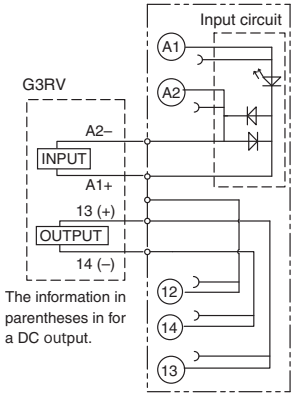 Input circuit
A1
A2
G3RV
A2–
INPUT
A1+
13 (+)
OUTPUT
14 (–)
12
14
13
The information in
parentheses in for
a DC output.